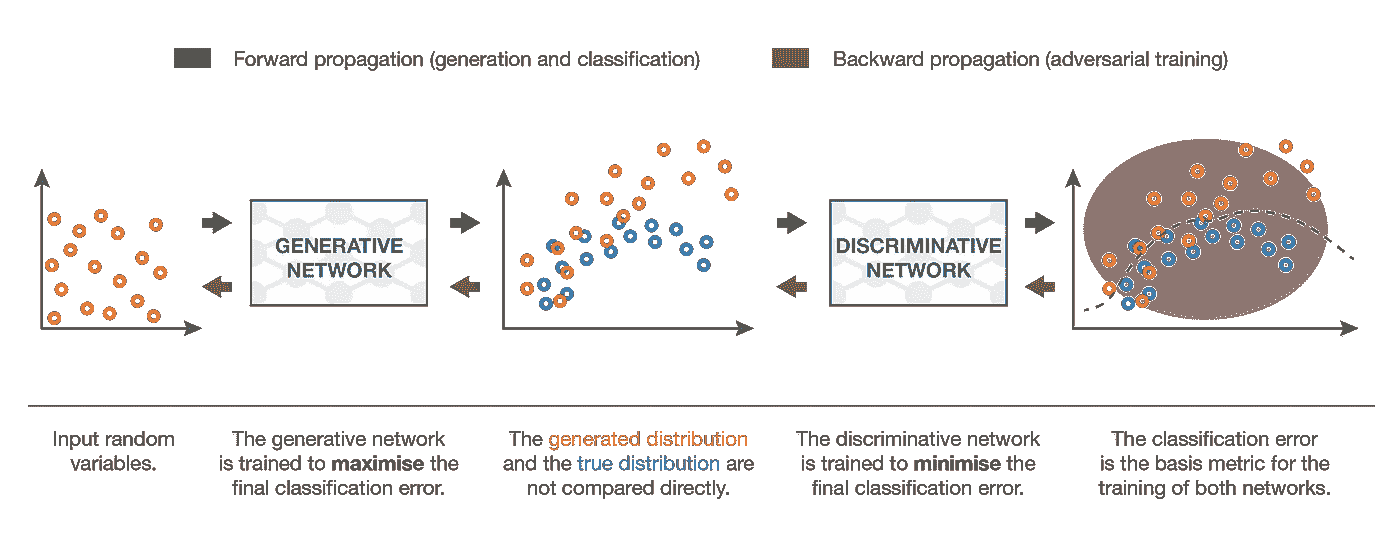 Forward propagation (generation and classification)
Backward propagation (adversarial training)
GENERATIVE
NETWORK
DISCRIMINATIVE
NETWORK
Input random
variables.
The generative network
is trained to maximise the
final classification error.
The generated distribution
and the true distribution are
not compared directly.
The discriminative network
is trained to minimise the
final classification error.
The classification error
is the basis metric for the
training of both networks.